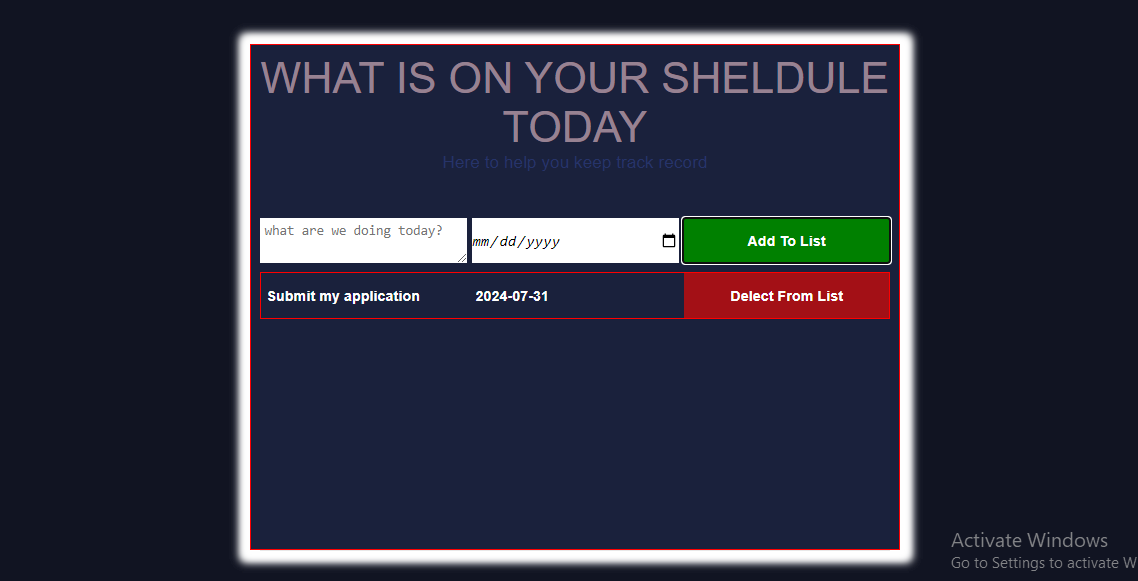 WHAT IS ON YOUR SHELDULE
TODAY
Here to help you keep track record
what are we doing today? mm/dd/yyyy Add To List
Submit my application 2024-07-31 Delect From List
Activate Windows
Go to Settings to activate W